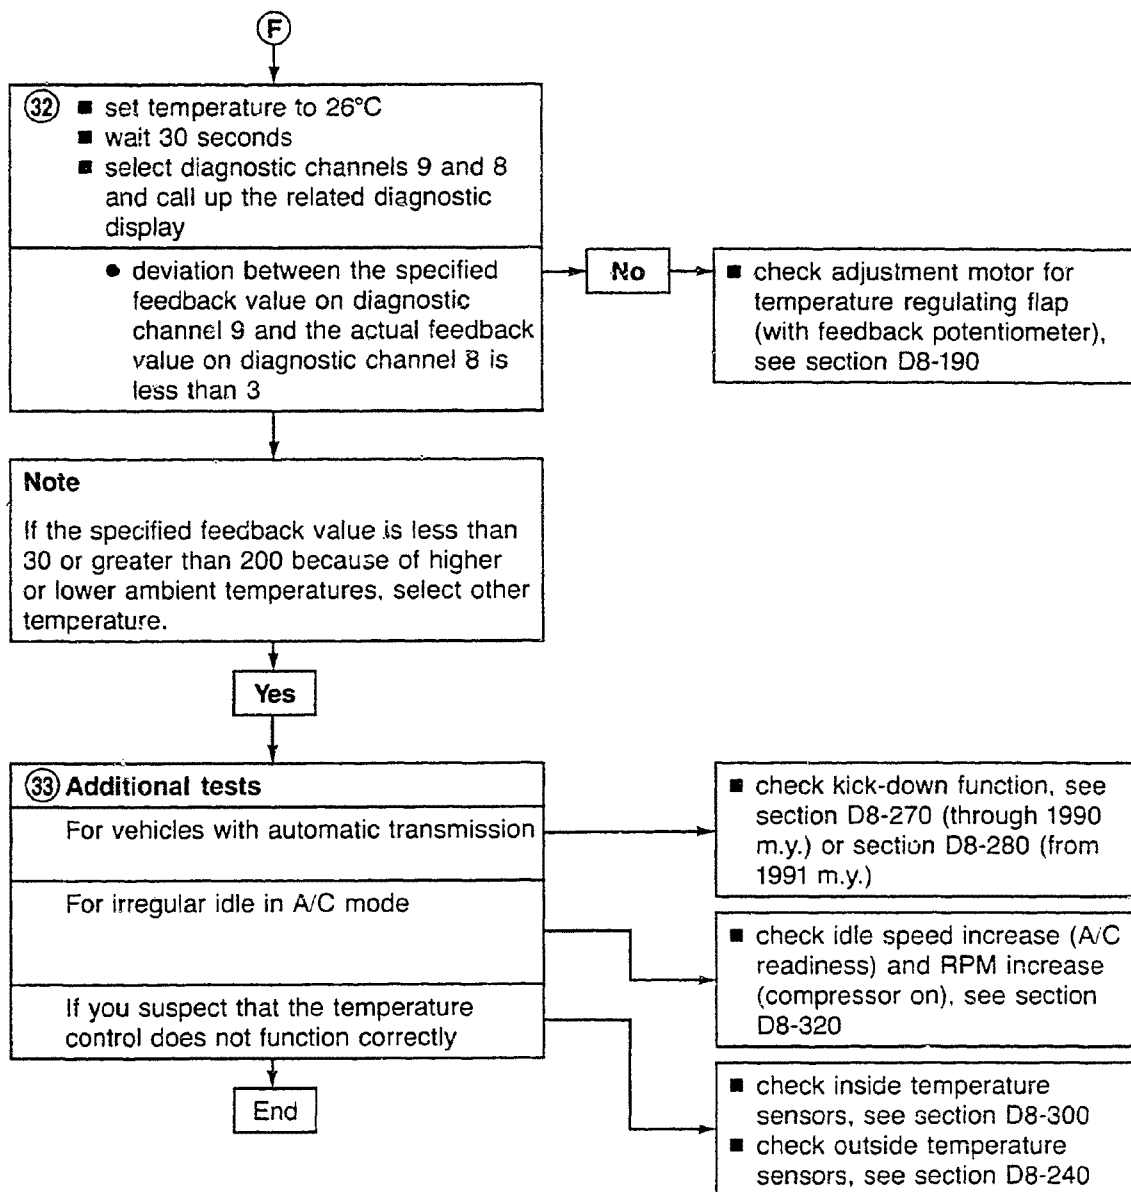 F
32 ■ set temperature to 26°C
■ wait 30 seconds
■ select diagnostic channels 9 and 8
and call up the related diagnostic
display
● deviation between the specified
feedback value on diagnostic
channel 9 and the actual feedback
value on diagnostic channel 8 is
less than 3
No
■ check adjustment motor for
temperature regulating flap
(with feedback potentiometer),
see section D8-190
Note
If the specified feedback value is less than
30 or greater than 200 because of higher
or lower ambient temperatures, select other
temperature.
Yes
33 Additional tests
For vehicles with automatic transmission
■ check kick-down function, see
section D8-270 (through 1990
m.y.) or section D8-280 (from
1991 m.y.)
For irregular idle in A/C mode
■ check idle speed increase (A/C
readiness) and RPM increase
(compressor on), see section
D8-320
If you suspect that the temperature
control does not function correctly
■ check inside temperature
sensors, see section D8-300
■ check outside temperature
sensors, see section D8-240
End